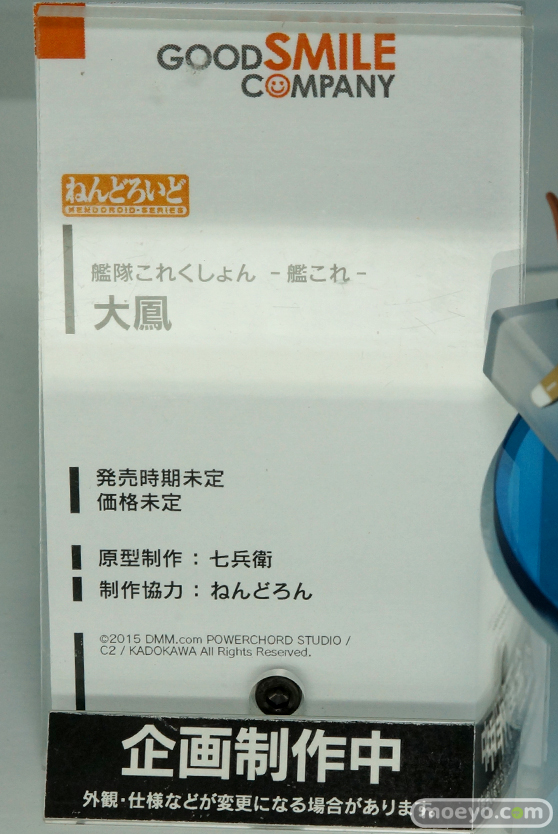 GOODSMILE
COMPANY
ねんどろいど
NENDOROID-SERIES
艦隊これくしょん －艦これ－
大鳳
発売時期未定
価格未定
原型制作：七兵衛
制作協力：ねんどろん
©2015 DMM.com POWERCHORD STUDIO /
C2 / KADOKAWA All Rights Reserved.
企画制作中
外観・仕様などが変更になる場合がありま
moeyo.com